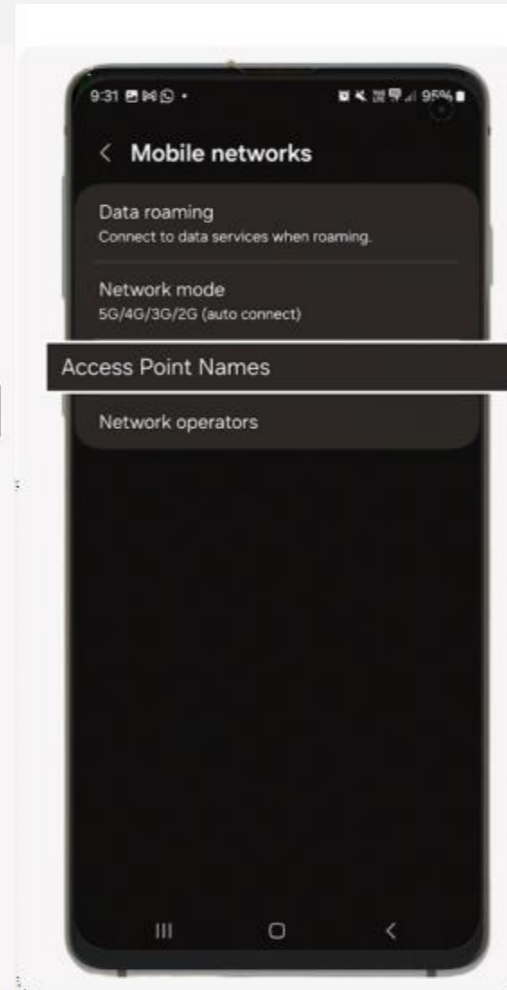 9:31
95%
Mobile networks
Data roaming
Connect to data services when roaming.
Network mode
5G/4G/3G/2G (auto connect)
Access Point Names
Network operators